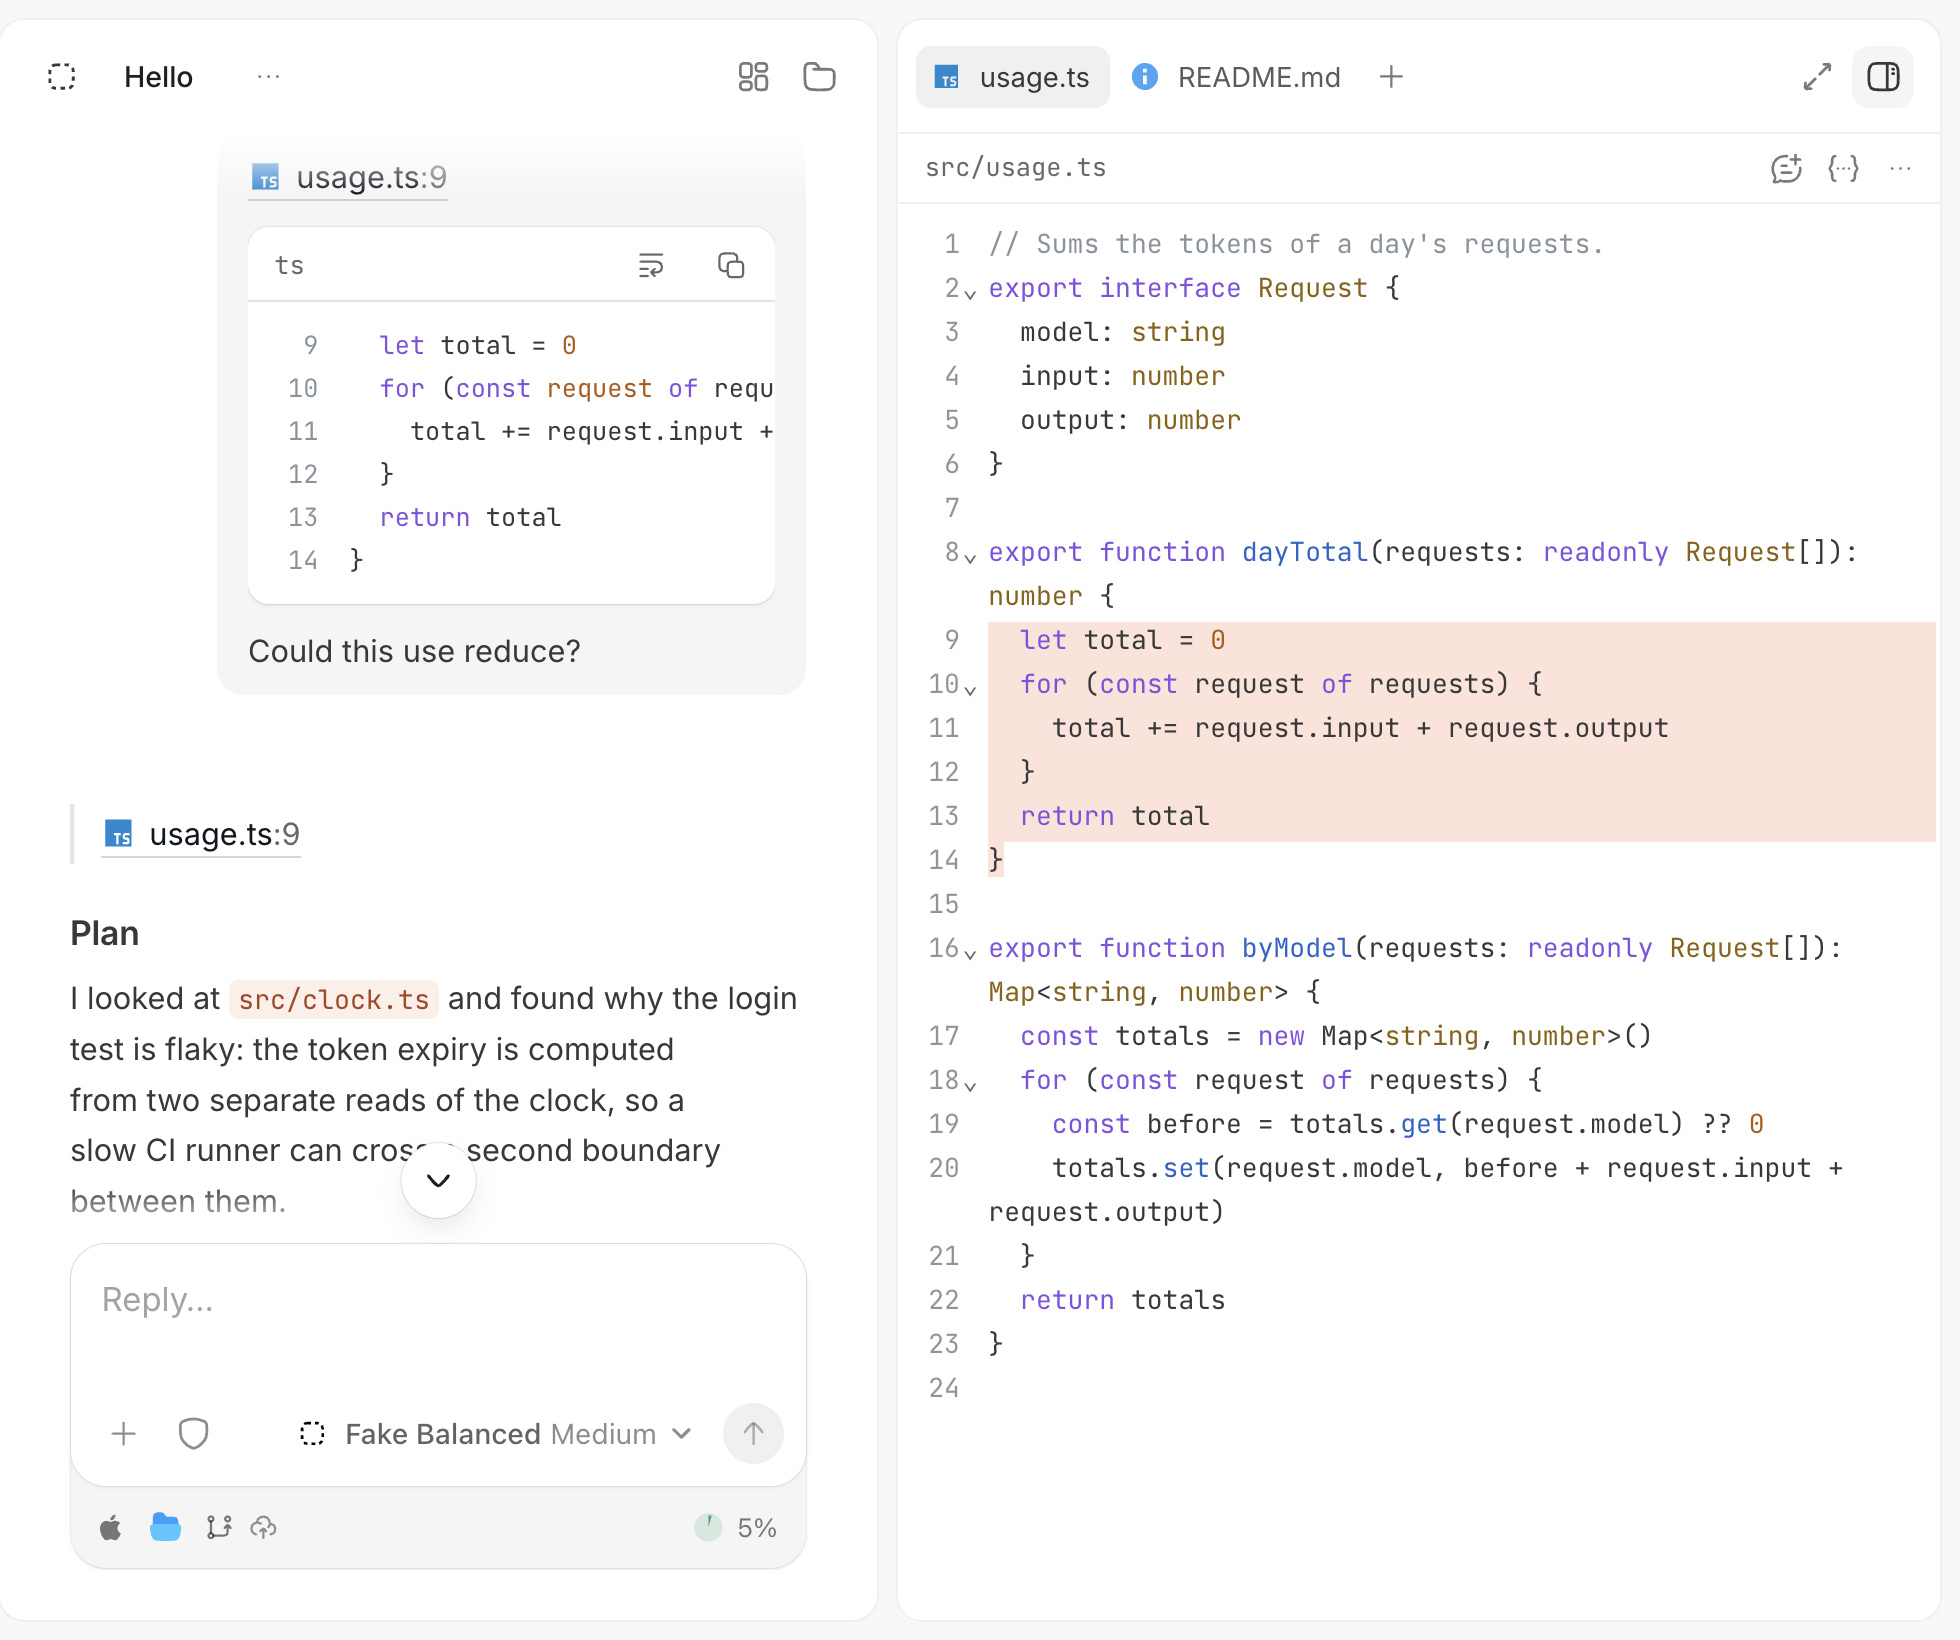 Hello
usage.ts:9
ts
9 let total = 0
10 for (const request of requ
11 total += request.input +
12 }
13 return total
14 }
Could this use reduce?
usage.ts:9
Plan
I looked at src/clock.ts and found why the login
test is flaky: the token expiry is computed
from two separate reads of the clock, so a
slow CI runner can cross second boundary
between them.
Reply...
Fake Balanced Medium
5%
usage.ts README.md
src/usage.ts
1 // Sums the tokens of a day's requests.
2 export interface Request {
3 model: string
4 input: number
5 output: number
6 }
7
8 export function dayTotal(requests: readonly Request[]):
number {
9 let total = 0
10 for (const request of requests) {
11 total += request.input + request.output
12 }
13 return total
14 }
15
16 export function byModel(requests: readonly Request[]):
Map<string, number> {
17 const totals = new Map<string, number>()
18 for (const request of requests) {
19 const before = totals.get(request.model) ?? 0
20 totals.set(request.model, before + request.input +
request.output)
21 }
22 return totals
23 }
24